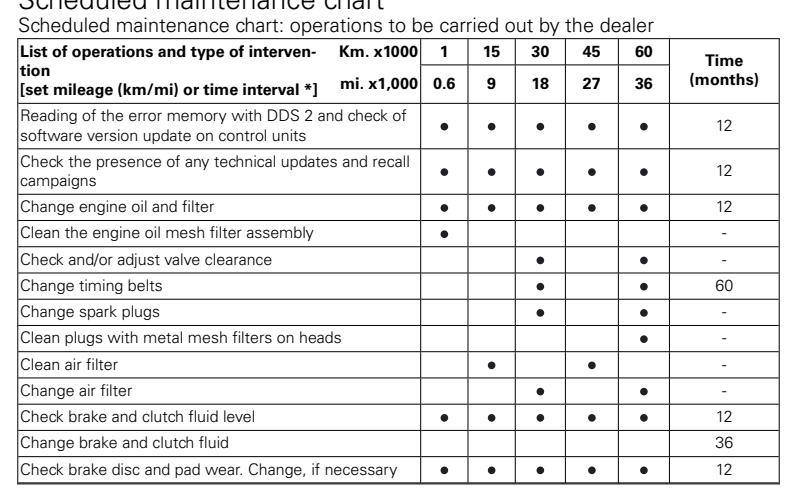 Scheduled maintenance chart
Scheduled maintenance chart: operations to be carried out by the dealer
List of operations and type of interven- Km. x1000 1 15 30 45 60 Time
tion
[set mileage (km/mi) or time interval *] mi. x1,000 0.6 9 18 27 36 (months)
Reading of the error memory with DDS 2 and check of
software version update on control units ● ● ● ● ● 12
Check the presence of any technical updates and recall
campaigns ● ● ● ● ● 12
Change engine oil and filter ● ● ● ● ● 12
Clean the engine oil mesh filter assembly ● -
Check and/or adjust valve clearance ● ● -
Change timing belts ● ● 60
Change spark plugs ● ● -
Clean plugs with metal mesh filters on heads ● -
Clean air filter ● ● -
Change air filter ● ● -
Check brake and clutch fluid level ● ● ● ● ● 12
Change brake and clutch fluid 36
Check brake disc and pad wear. Change, if necessary ● ● ● ● ● 12